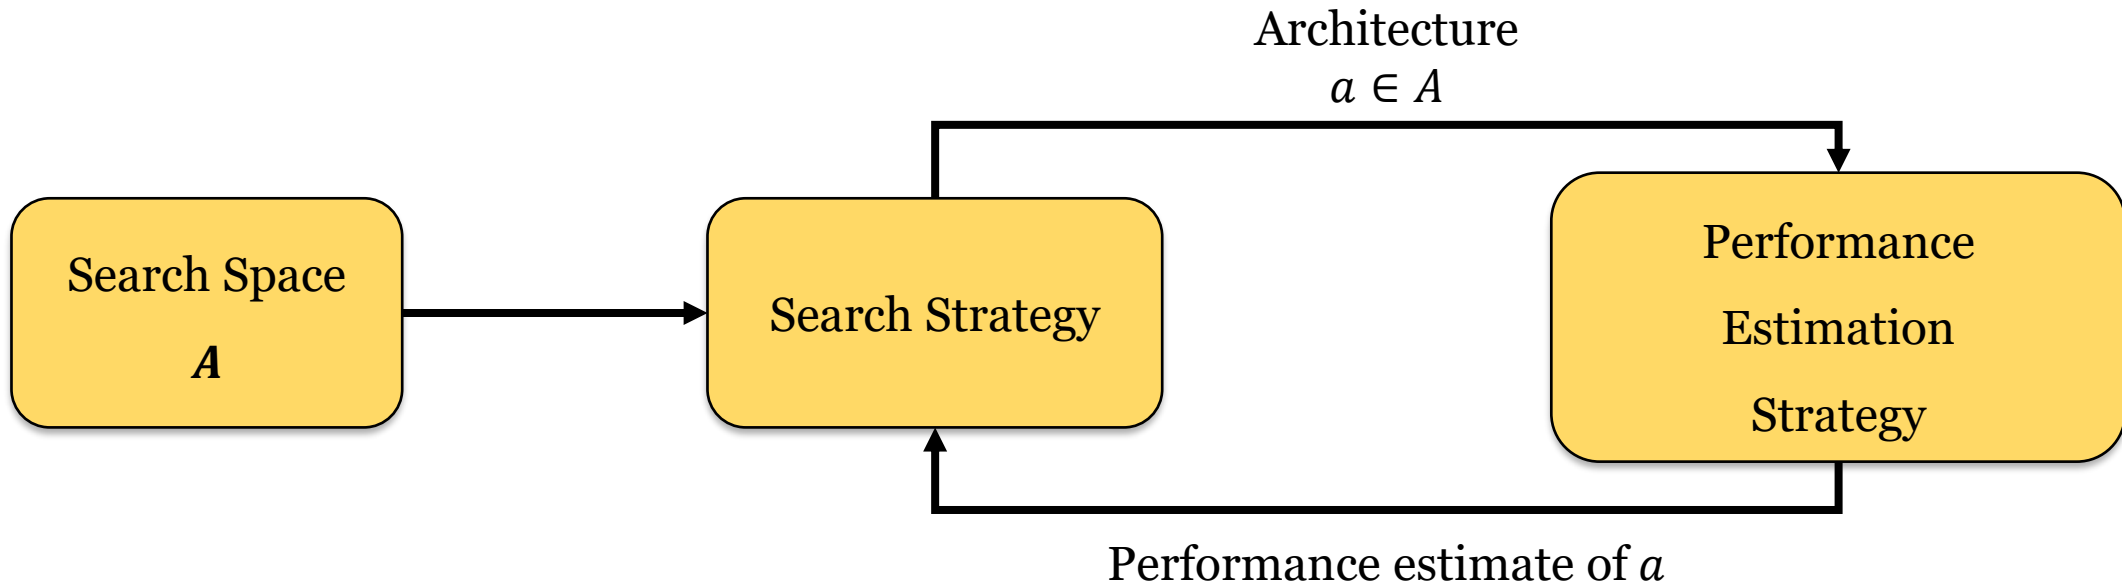 Architecture
a ∈ A
Search Space
A
Search Strategy
Performance
Estimation
Strategy
Performance estimate of a